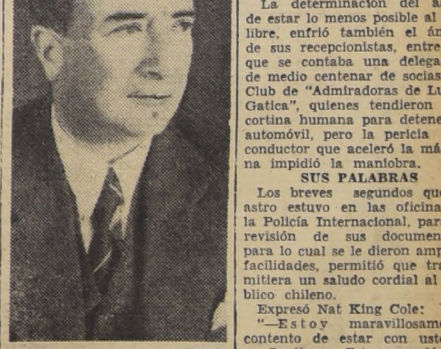 La determinación del a
de estar lo menos posible al
libre, enfrió también el án
de sus recepcionistas, entre
que se contaba una delega
de medio centenar de socias
Club de "Admiradoras de Lu
Gatica", quienes tendieron
cortina humana para detene
automóvil, pero la pericia
conductor que aceleró la má
na impidió la maniobra.
SUS PALABRAS
Los breves segundos que
astro estuvo en las oficina
la Policía Internacional, par
revisión de sus documen
para lo cual se le dieron amp
facilidades, permitió que tra
mitiera un saludo cordial al
blico chileno.
Expresó Nat King Cole:
"—Estoy maravillosame
contento de estar con uste